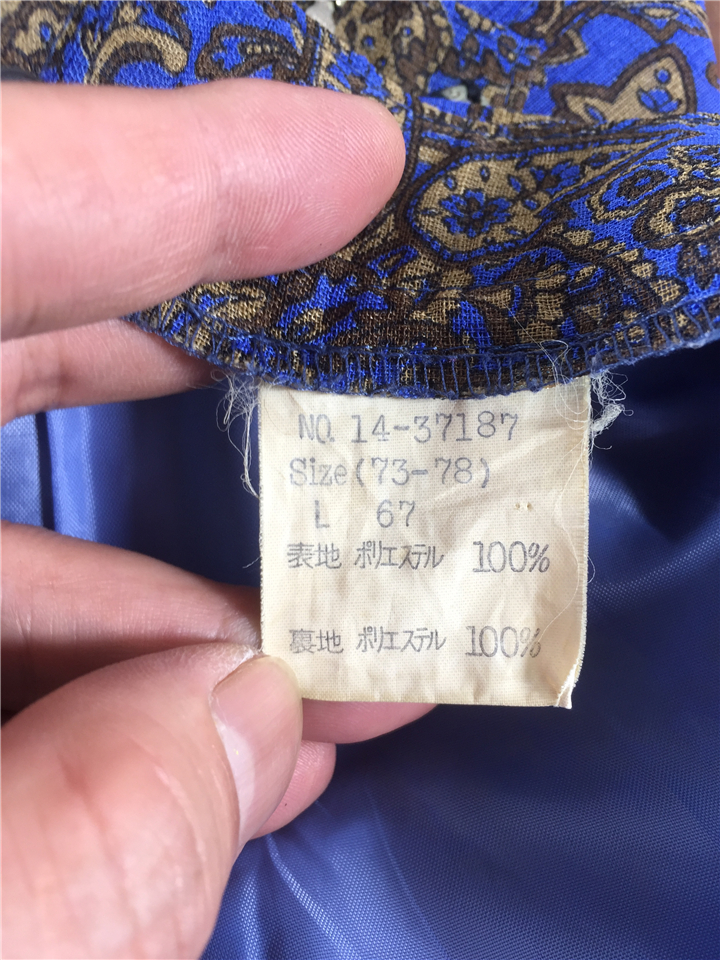 NO. 14-37187
Size(73-78)
L 67
表地 ポリエステル 100%
裏地 ポリエステル 100%